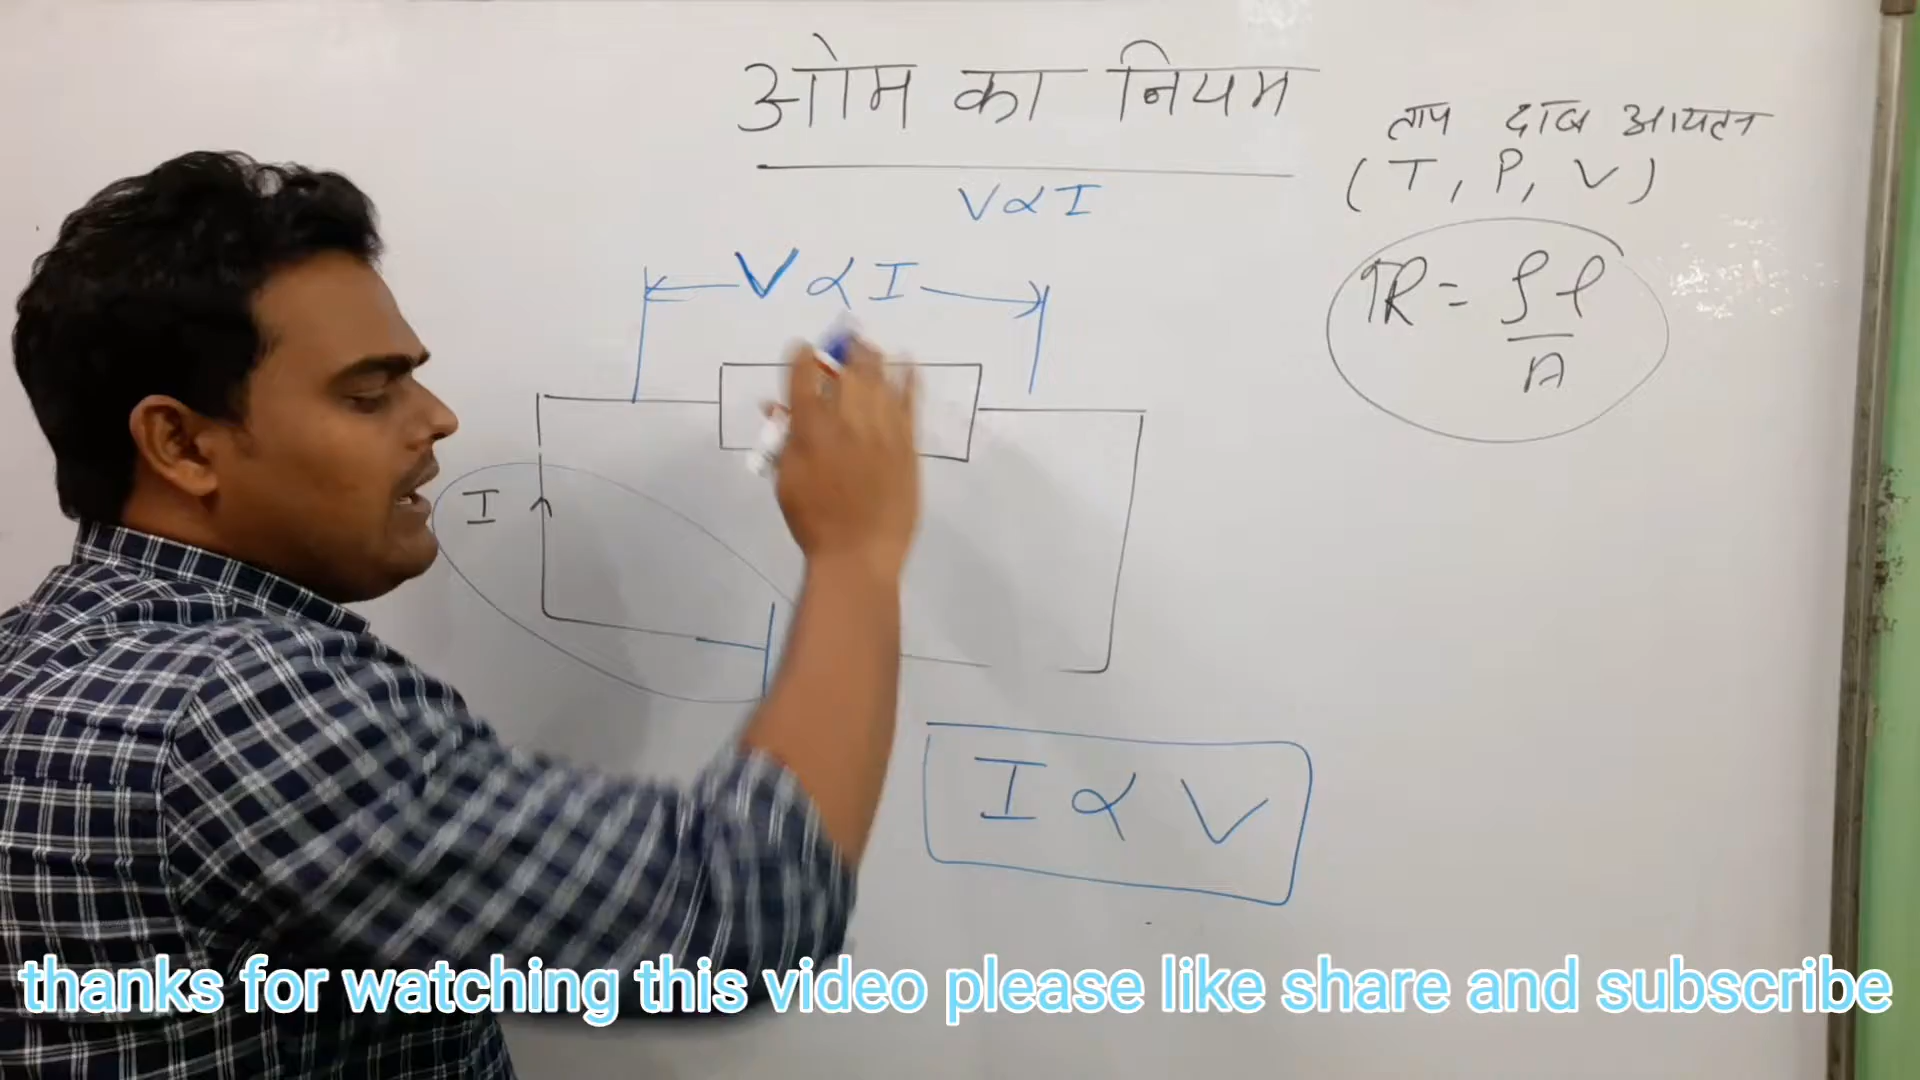 ओम का नियम
ताप दाब आयतन
(T, P, V)
V ∝ I
V ∝ I
R = ρl/A
I
I ∝ V
thanks for watching this video please like share and subscribe